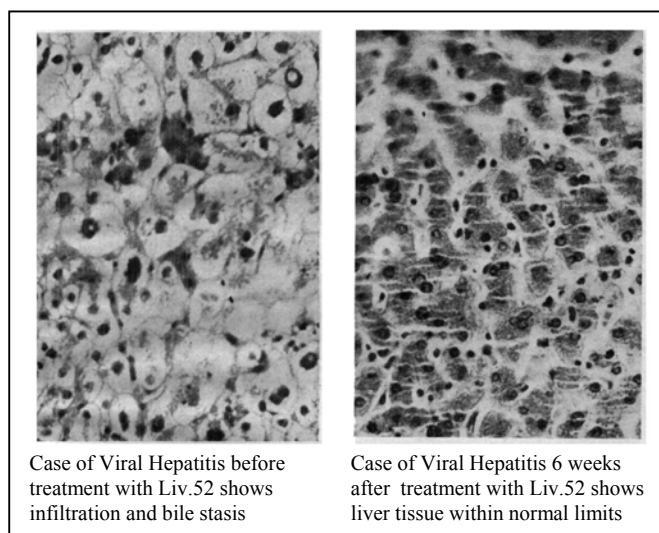 Case of Viral Hepatitis before
treatment with Liv.52 shows
infiltration and bile stasis
Case of Viral Hepatitis 6 weeks
after treatment with Liv.52 shows
liver tissue within normal limits